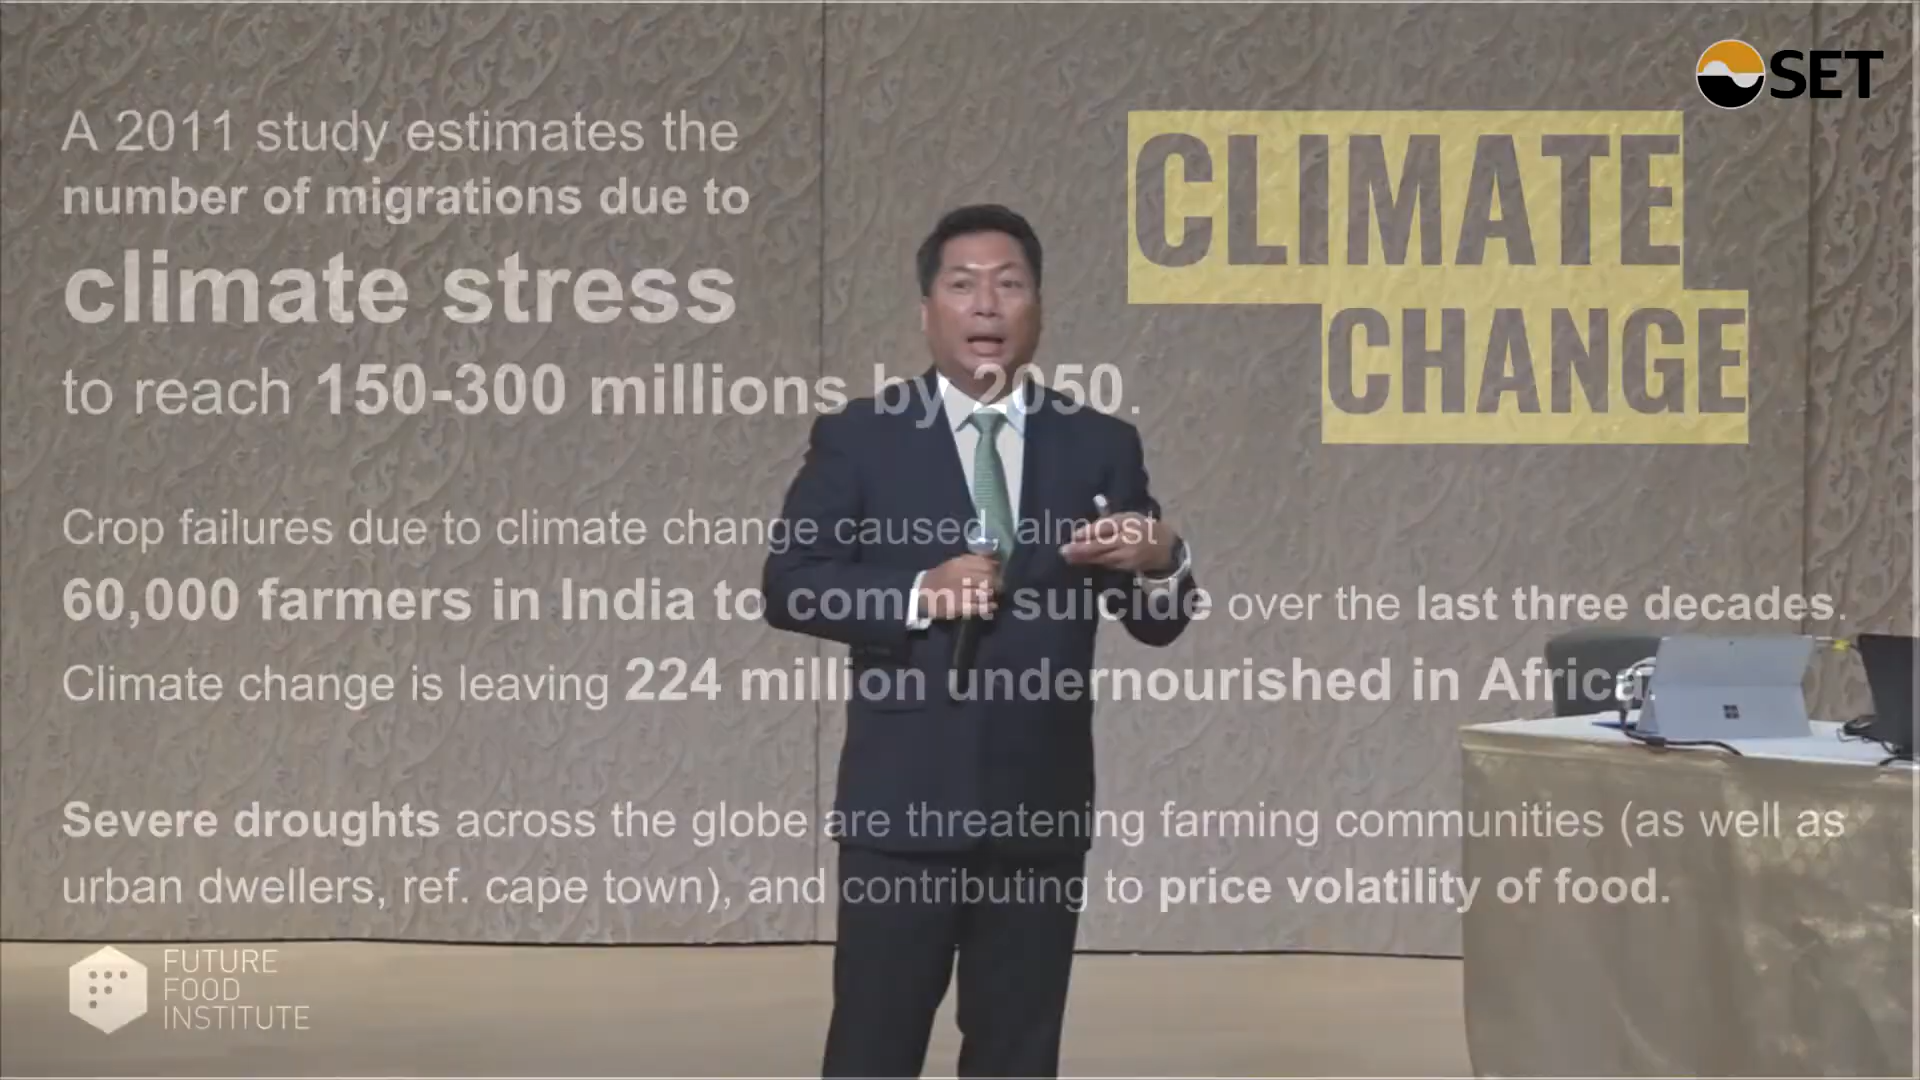 SET
A 2011 study estimates the
number of migrations due to
climate stress
to reach 150-300 millions by 2050.
CLIMATE
CHANGE
Crop failures due to climate change caused, almost
60,000 farmers in India to commit suicide over the last three decades.
Climate change is leaving 224 million undernourished in Africa
Severe droughts across the globe are threatening farming communities (as well as
urban dwellers, ref. cape town), and contributing to price volatility of food.
FUTURE
FOOD
INSTITUTE